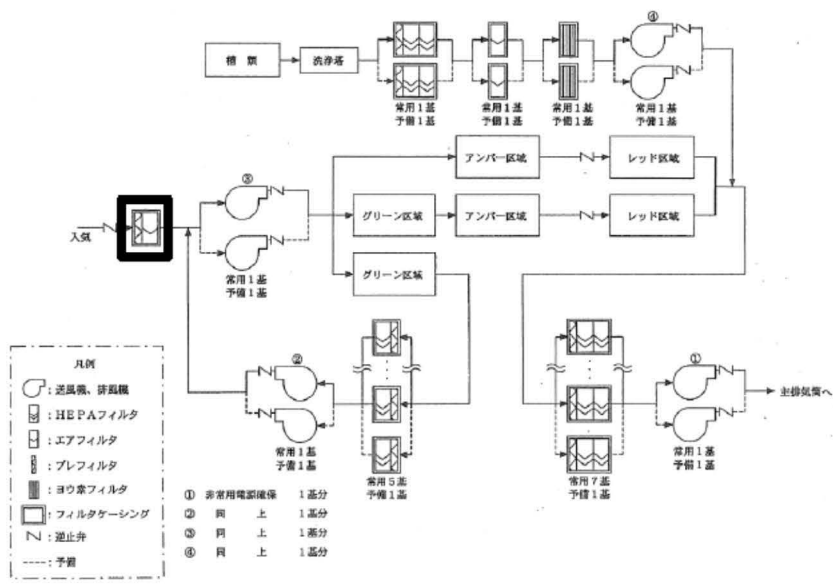 ④
槽　類
洗浄塔
常用1基
予備1基
常用1基
予備1基
常用1基
予備1基
常用1基
予備1基
アンバー区域
レッド区域
③
入気
グリーン区域
アンバー区域
レッド区域
常用1基
予備1基
グリーン区域
②
①
主排気筒へ
常用1基
予備1基
常用5基
予備1基
常用7基
予備1基
常用1基
予備1基
凡例
：送風機、排風機
：HEPAフィルタ
：エアフィルタ
：プレフィルタ
：ヨウ素フィルタ
：フィルタケーシング
：逆止弁
：予備
①　非常用電源確保　1基分
②　同　上　1基分
③　同　上　1基分
④　同　上　1基分